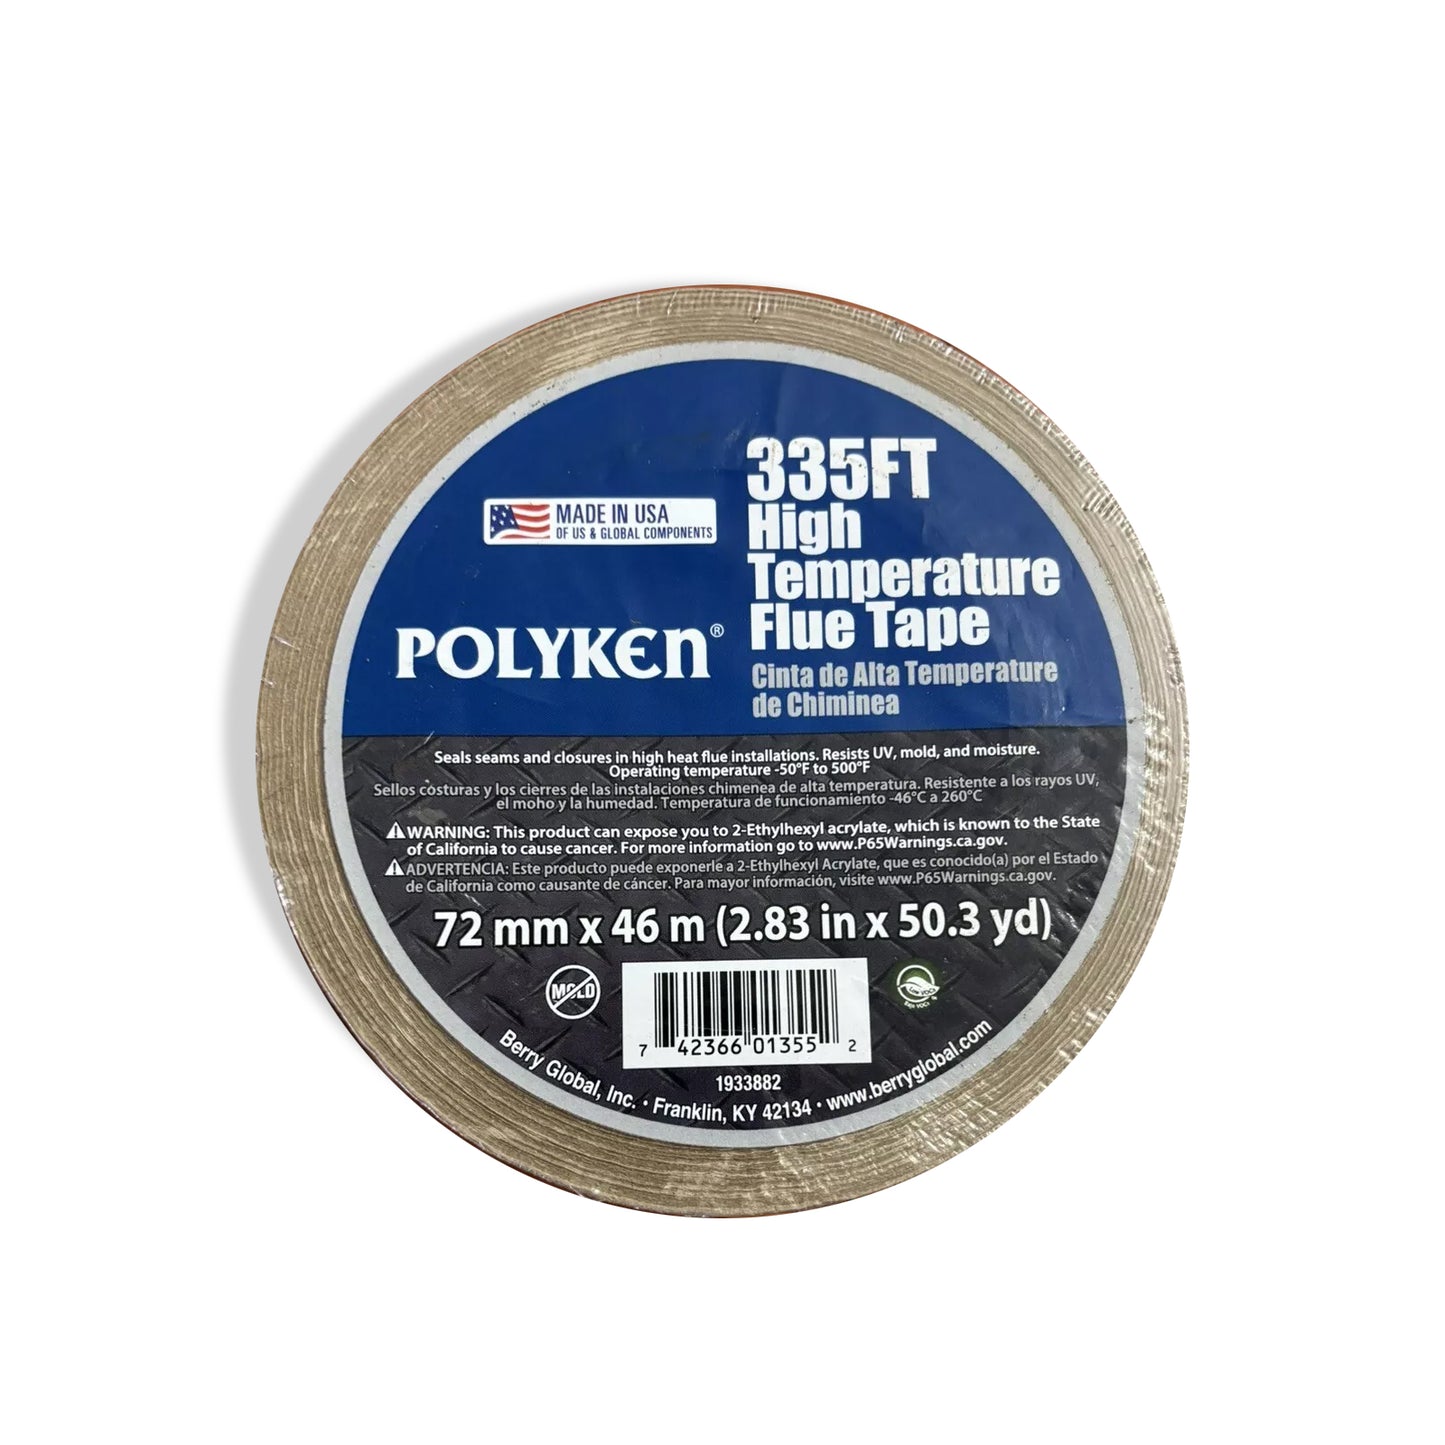 335FT
High
Temperature
Flue Tape
Cinta de Alta Temperature
de Chiminea
MADE IN USA
OF US & GLOBAL COMPONENTS
POLYKEN®
Seals seams and closures in high heat flue installations. Resists UV, mold, and moisture.
Operating temperature -50°F to 500°F
Sellos costuras y los cierres de las instalaciones chimenea de alta temperatura. Resistente a los rayos UV,
el moho y la humedad. Temperatura de funcionamiento -46°C a 260°C
WARNING: This product can expose you to 2-Ethylhexyl acrylate, which is known to the State
of California to cause cancer. For more information go to www.P65Warnings.ca.gov.
ADVERTENCIA: Este producto puede exponerle a 2-Ethylhexyl Acrylate, que es conocido(a) por el Estado
de California como causante de cáncer. Para mayor información, visite www.P65Warnings.ca.gov.
72 mm x 46 m (2.83 in x 50.3 yd)
MOLD
7 42366 01355 2
1933882
Berry Global, Inc. • Franklin, KY 42134 • www.berryglobal.com